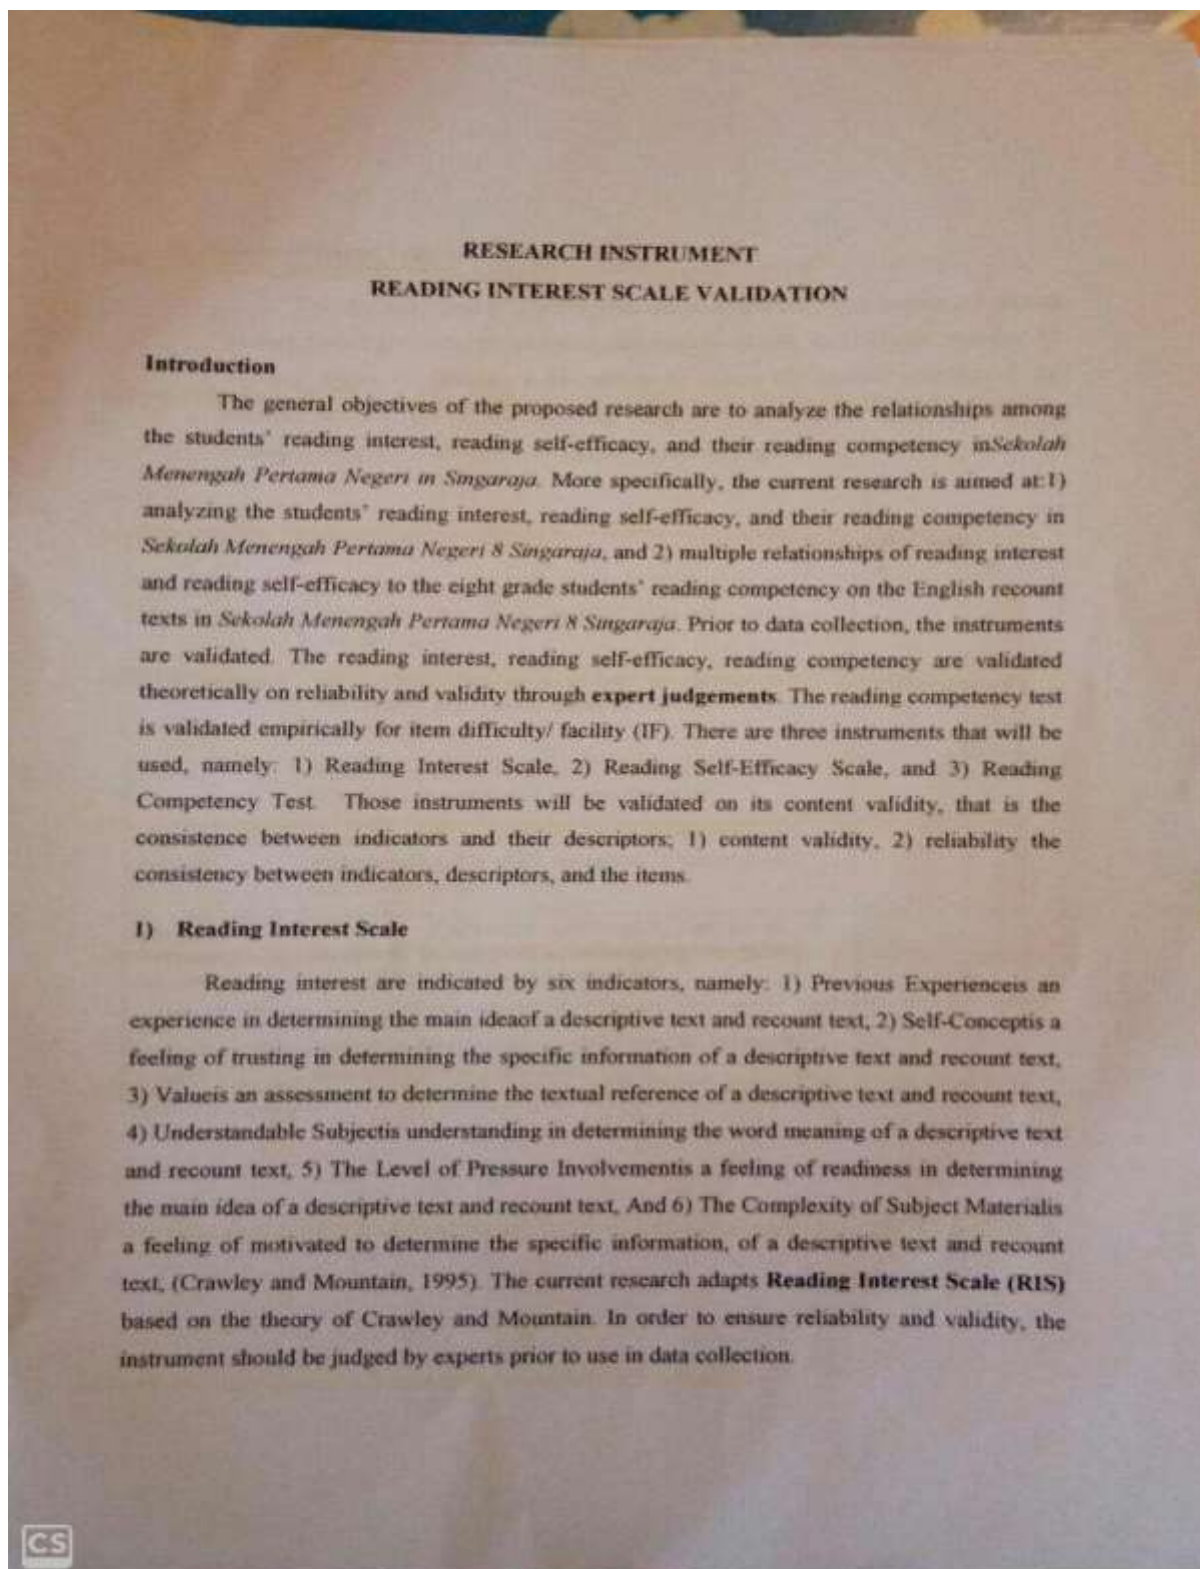 RESEARCH INSTRUMENT
READING INTEREST SCALE VALIDATION
Introduction
The general objectives of the proposed research are to analyze the relationships among
the students' reading interest, reading self-efficacy, and their reading competency inSekolah
Menengah Pertama Negeri in Singaraja. More specifically, the current research is aimed at:1)
analyzing the students' reading interest, reading self-efficacy, and their reading competency in
Sekolah Menengah Pertama Negeri 8 Singaraja, and 2) multiple relationships of reading interest
and reading self-efficacy to the eight grade students' reading competency on the English recount
texts in Sekolah Menengah Pertama Negeri 8 Singaraja. Prior to data collection, the instruments
are validated. The reading interest, reading self-efficacy, reading competency are validated
theoretically on reliability and validity through expert judgements. The reading competency test
is validated empirically for item difficulty/ facility (IF). There are three instruments that will be
used, namely: 1) Reading Interest Scale, 2) Reading Self-Efficacy Scale, and 3) Reading
Competency Test. Those instruments will be validated on its content validity, that is the
consistence between indicators and their descriptors; 1) content validity, 2) reliability the
consistency between indicators, descriptors, and the items.
1) Reading Interest Scale
Reading interest are indicated by six indicators, namely: 1) Previous Experienceis an
experience in determining the main ideaof a descriptive text and recount text, 2) Self-Conceptis a
feeling of trusting in determining the specific information of a descriptive text and recount text,
3) Valueis an assessment to determine the textual reference of a descriptive text and recount text,
4) Understandable Subjectis understanding in determining the word meaning of a descriptive text
and recount text, 5) The Level of Pressure Involvementis a feeling of readiness in determining
the main idea of a descriptive text and recount text, And 6) The Complexity of Subject Materialis
a feeling of motivated to determine the specific information, of a descriptive text and recount
text, (Crawley and Mountain, 1995). The current research adapts Reading Interest Scale (RIS)
based on the theory of Crawley and Mountain. In order to ensure reliability and validity, the
instrument should be judged by experts prior to use in data collection.
CS